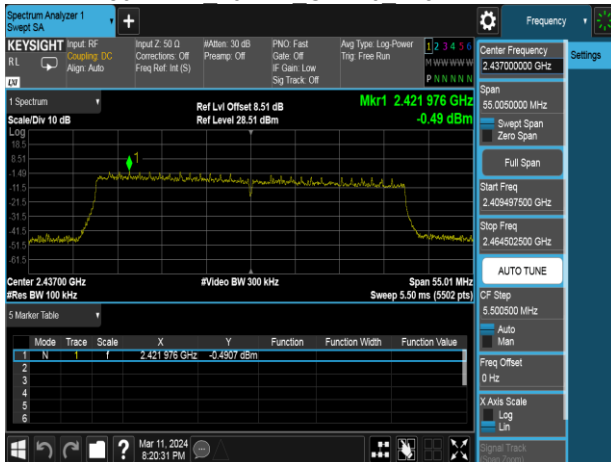 Spectrum Analyzer 1
Swept SA
+
Frequency
KEYSIGHT
RL
LXI
Input: RF
Coupling: DC
Align: Auto
Input Z: 50 Ω
Corrections: Off
Freq Ref: Int (S)
#Atten: 30 dB
Preamp: Off
PNO: Fast
Gate: Off
IF Gain: Low
Sig Track: Off
Avg Type: Log-Power
Trig: Free Run
1 2 3 4 5 6
M W W W W W
P N N N N N
Center Frequency
2.437000000 GHz
Settings
Span
55.0050000 MHz
Swept Span
Zero Span
Full Span
Start Freq
2.409497500 GHz
Stop Freq
2.464502500 GHz
AUTO TUNE
CF Step
5.500500 MHz
Auto
Man
Freq Offset
0 Hz
X Axis Scale
Log
Lin
Signal Track
(Span Zoom)
1 Spectrum
Scale/Div 10 dB
Ref Lvl Offset 8.51 dB
Ref Level 28.51 dBm
Mkr1 2.421 976 GHz
-0.49 dBm
Log
18.5
8.51
-1.49
-11.5
-21.5
-31.5
-41.5
-51.5
-61.5
1
Center 2.43700 GHz
#Res BW 100 kHz
#Video BW 300 kHz
Span 55.01 MHz
Sweep 5.50 ms (5502 pts)
5 Marker Table
Mode Trace Scale X Y Function Function Width Function Value
1 N 1 f 2.421 976 GHz -0.4907 dBm
2
3
4
5
6
?
Mar 11, 2024
8:20:31 PM